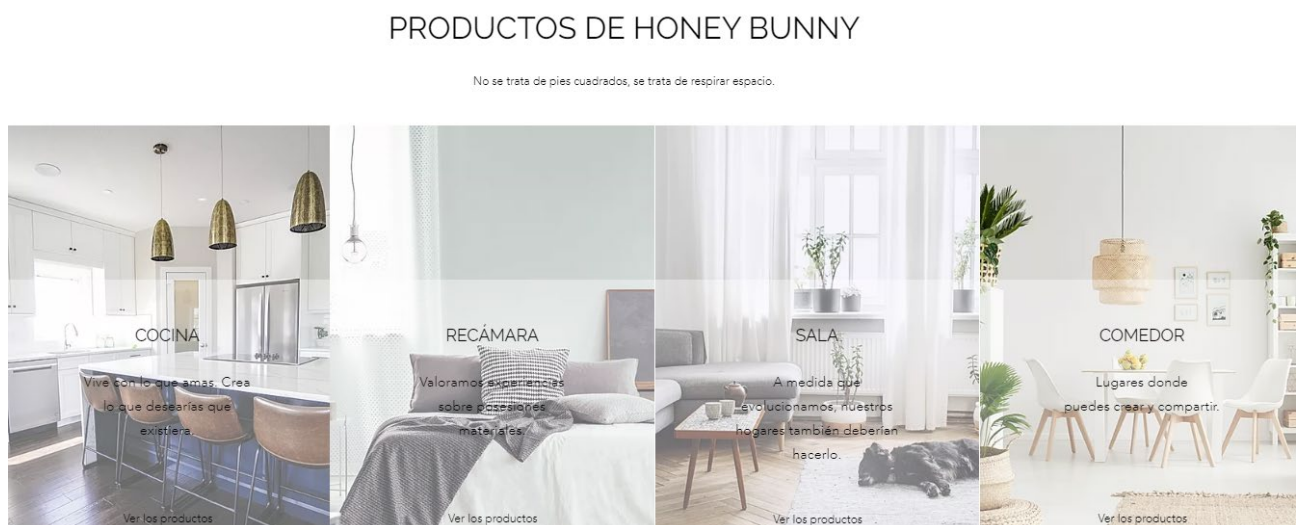 PRODUCTOS DE HONEY BUNNY
No se trata de pies cuadrados, se trata de respirar espacio.
COCINA
Vive con lo que amas. Crea
lo que desearías que
existiera.
Ver los productos
RECÁMARA
Valoramos experiencias
sobre posesiones
materiales.
Ver los productos
SALA
A medida que
evolucionamos, nuestros
hogares también deberían
hacerlo.
Ver los productos
COMEDOR
Lugares donde
puedes crear y compartir.
Ver los productos